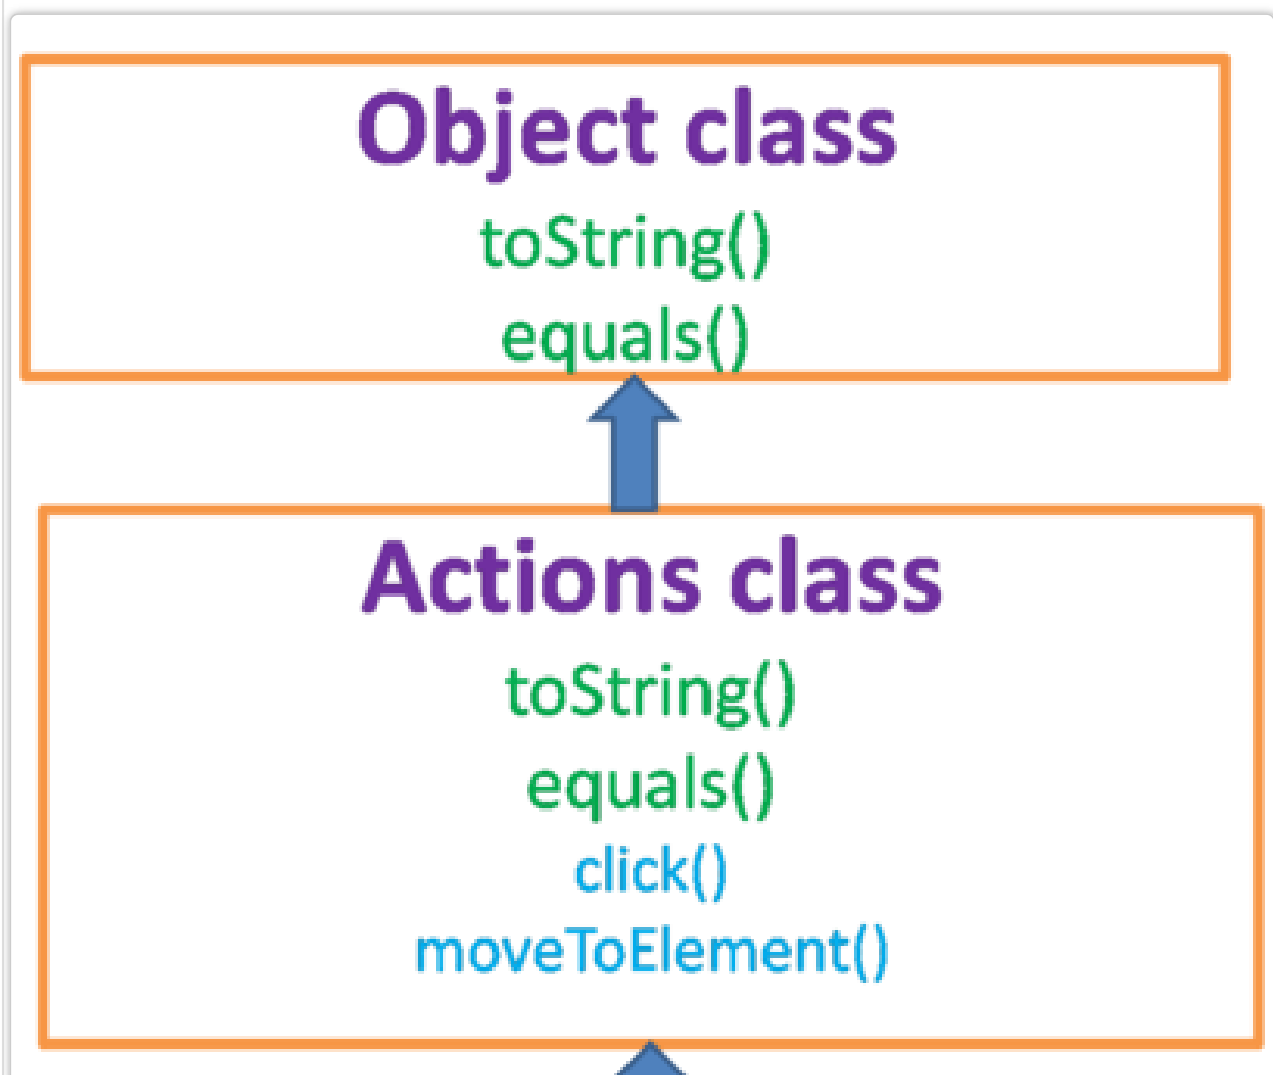 Object class
toString()
equals()
Actions class
toString()
equals()
click()
moveToElement()